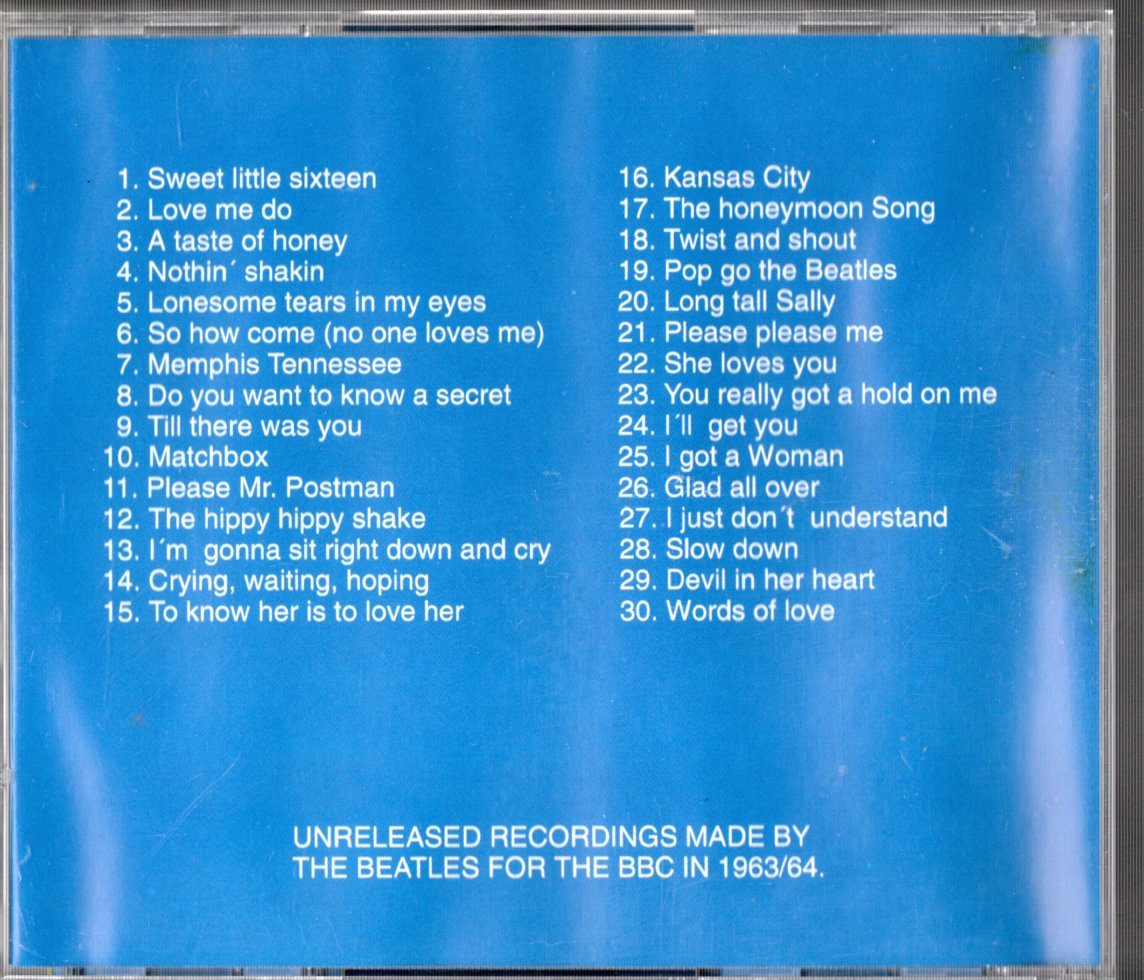 1. Sweet little sixteen
2. Love me do
3. A taste of honey
4. Nothin´ shakin
5. Lonesome tears in my eyes
6. So how come (no one loves me)
7. Memphis Tennessee
8. Do you want to know a secret
9. Till there was you
10. Matchbox
11. Please Mr. Postman
12. The hippy hippy shake
13. I´m  gonna sit right down and cry
14. Crying, waiting, hoping
15. To know her is to love her
16. Kansas City
17. The honeymoon Song
18. Twist and shout
19. Pop go the Beatles
20. Long tall Sally
21. Please please me
22. She loves you
23. You really got a hold on me
24. I´ll  get you
25. I got a Woman
26. Glad all over
27. I just don´t  understand
28. Slow down
29. Devil in her heart
30. Words of love
UNRELEASED RECORDINGS MADE BY
THE BEATLES FOR THE BBC IN 1963/64.